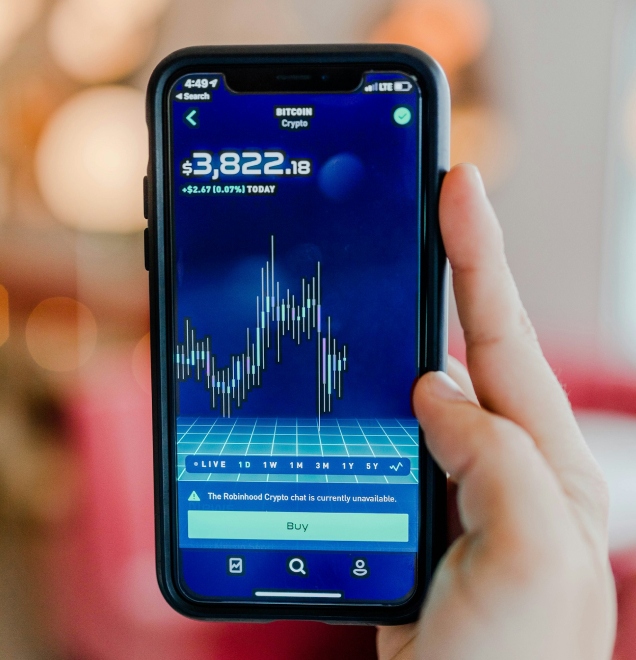 4:49
LTE
Search
BITCOIN
Crypto
$3,822.18
+$2.67 (0.07%) TODAY
LIVE 1D 1W 1M 3M 1Y 5Y
The Robinhood Crypto chat is currently unavailable.
Buy